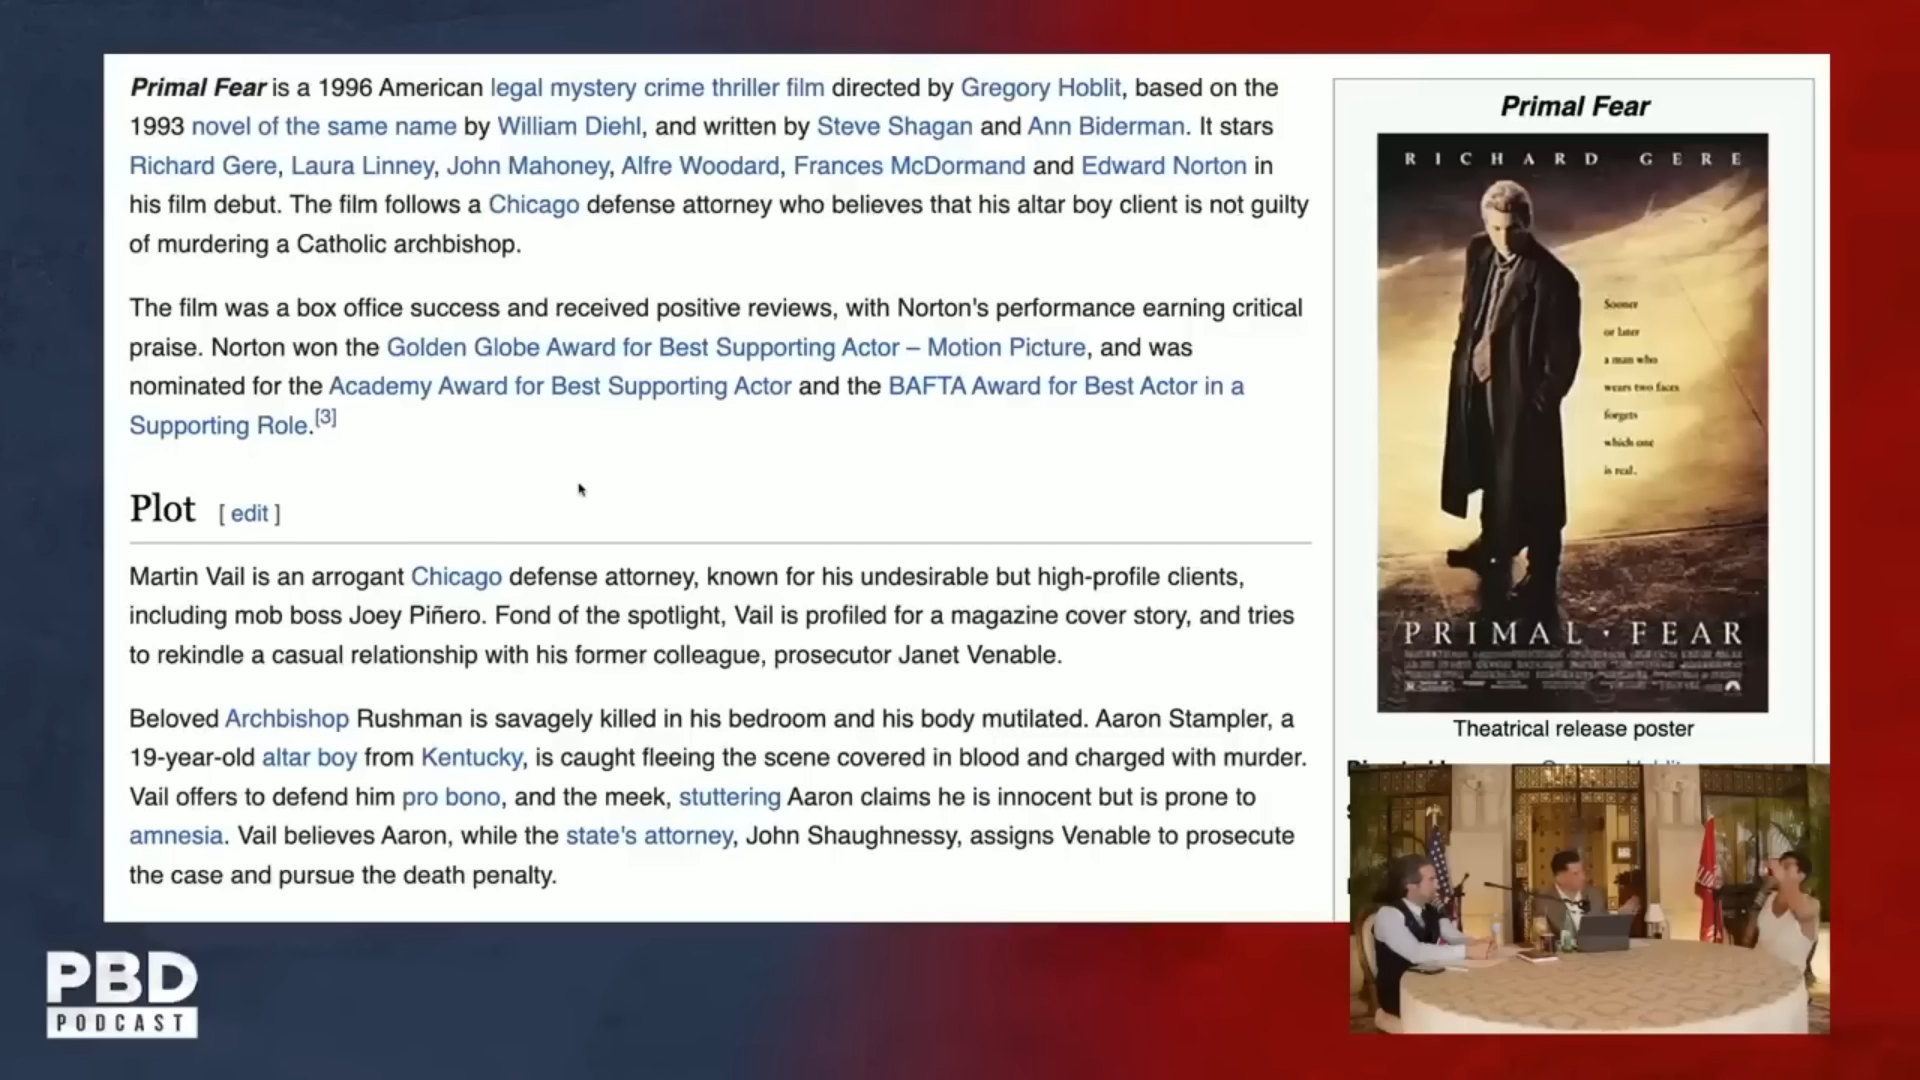 Primal Fear is a 1996 American legal mystery crime thriller film directed by Gregory Hoblit, based on the
1993 novel of the same name by William Diehl, and written by Steve Shagan and Ann Biderman. It stars
Richard Gere, Laura Linney, John Mahoney, Alfre Woodard, Frances McDormand and Edward Norton in
his film debut. The film follows a Chicago defense attorney who believes that his altar boy client is not guilty
of murdering a Catholic archbishop.
The film was a box office success and received positive reviews, with Norton's performance earning critical
praise. Norton won the Golden Globe Award for Best Supporting Actor – Motion Picture, and was
nominated for the Academy Award for Best Supporting Actor and the BAFTA Award for Best Actor in a
Supporting Role.[3]
Plot [ edit ]
Martin Vail is an arrogant Chicago defense attorney, known for his undesirable but high-profile clients,
including mob boss Joey Piñero. Fond of the spotlight, Vail is profiled for a magazine cover story, and tries
to rekindle a casual relationship with his former colleague, prosecutor Janet Venable.
Beloved Archbishop Rushman is savagely killed in his bedroom and his body mutilated. Aaron Stampler, a
19-year-old altar boy from Kentucky, is caught fleeing the scene covered in blood and charged with murder.
Vail offers to defend him pro bono, and the meek, stuttering Aaron claims he is innocent but is prone to
amnesia. Vail believes Aaron, while the state's attorney, John Shaughnessy, assigns Venable to prosecute
the case and pursue the death penalty.
Primal Fear
RICHARD GERE
Sooner
or later
a man who
wears two faces
forgets
which one
is real.
PRIMAL · FEAR
Theatrical release poster
PBD
PODCAST